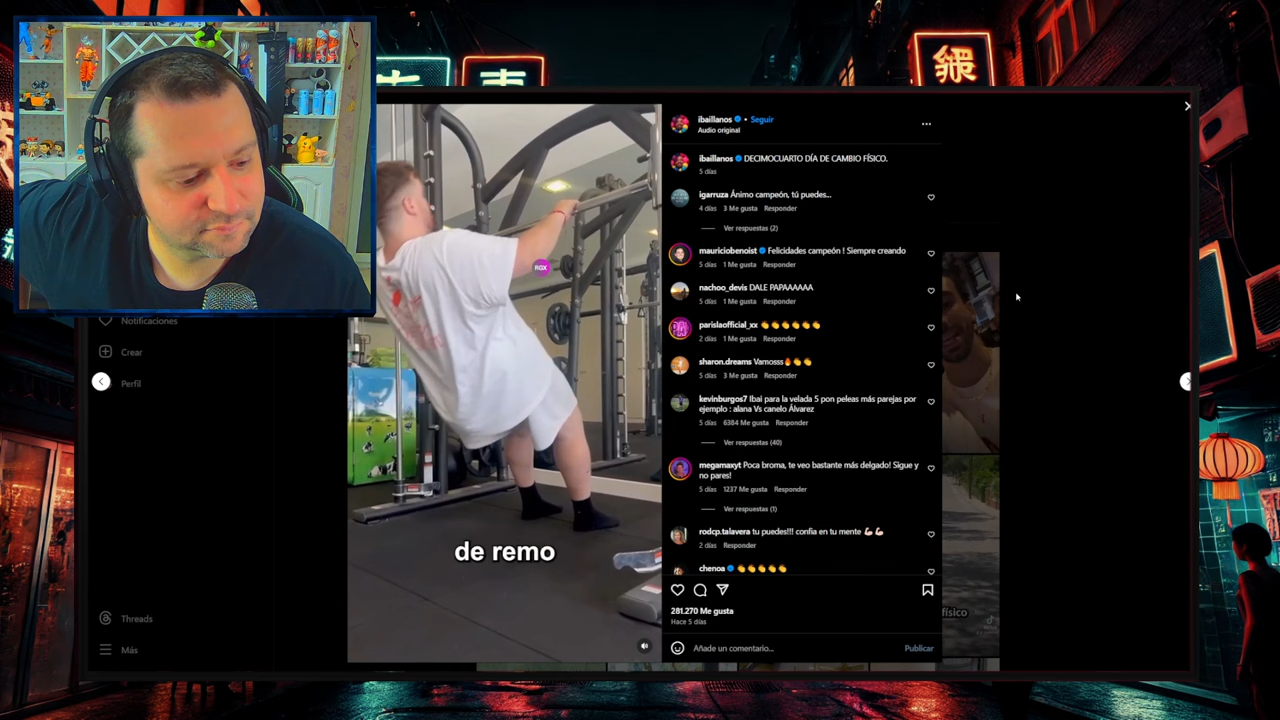 Notificaciones
Crear
Perfil
Threads
Más
RGX
de remo
ibaillanos • Seguir
Audio original
ibaillanos DECIMOCUARTO DÍA DE CAMBIO FÍSICO.
5 días
igarruza Ánimo campeón, tú puedes...
4 días 3 Me gusta Responder
Ver respuestas (2)
mauriciobenoist Felicidades campeón ! Siempre creando
5 días 1 Me gusta Responder
nachoo_devis DALE PAPAAAAAA
5 días 1 Me gusta Responder
parislaofficial_xx 👏👏👏👏👏👏
2 días 1 Me gusta Responder
sharon.dreams Vamosss🔥👏👏
5 días 3 Me gusta Responder
kevinburgos7 Ibai para la velada 5 pon peleas más parejas por
ejemplo : alana Vs canelo Álvarez
5 días 6384 Me gusta Responder
Ver respuestas (40)
megamaxyt Poca broma, te veo bastante más delgado! Sigue y
no pares!
5 días 1237 Me gusta Responder
Ver respuestas (1)
rodcp.talavera tu puedes!!! confia en tu mente 💪🏻💪🏻
2 días Responder
chenoa 👏👏👏👏👏
281.270 Me gusta
Hace 5 días
Añade un comentario...
Publicar
físico